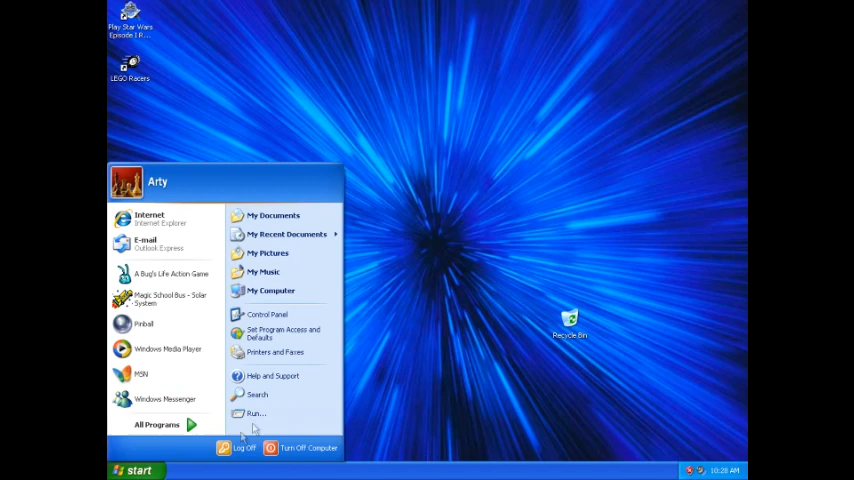 Play Star Wars
Episode I R...
LEGO Racers
Arty
Internet
Internet Explorer
E-mail
Outlook Express
A Bug's Life Action Game
Magic School Bus - Solar
System
Pinball
Windows Media Player
MSN
Windows Messenger
All Programs
My Documents
My Recent Documents
My Pictures
My Music
My Computer
Control Panel
Set Program Access and
Defaults
Printers and Faxes
Help and Support
Search
Run...
Log Off
Turn Off Computer
Recycle Bin
start
10:28 AM